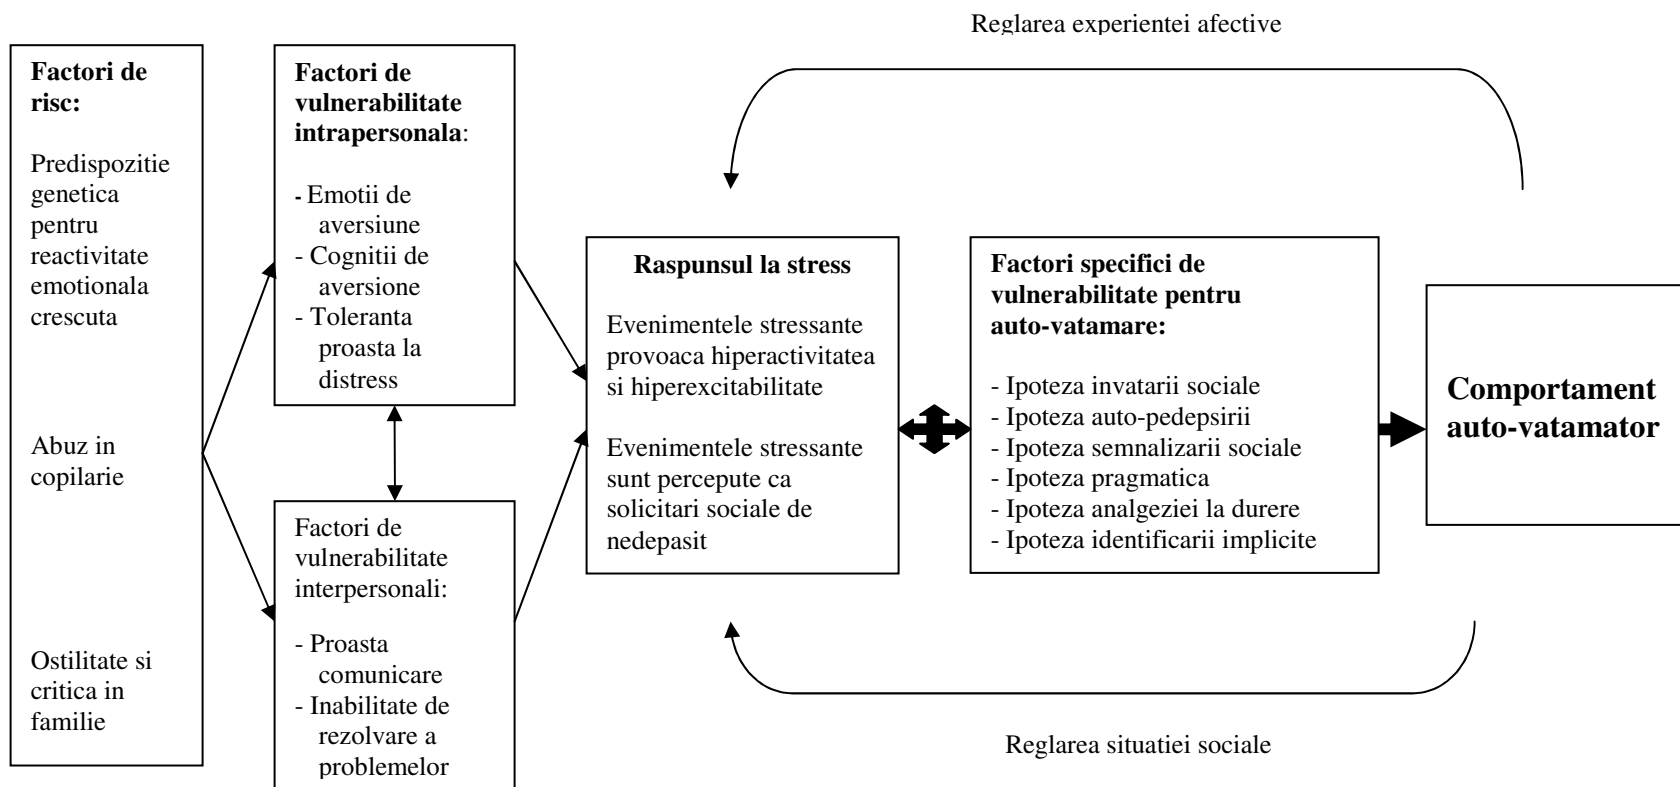 Reglarea experientei afective
Factori de
risc:
Predispozitie
genetica
pentru
reactivitate
emotionala
crescuta
Abuz in
copilarie
Ostilitate si
critica in
familie
Factori de
vulnerabilitate
intrapersonala:
- Emotii de
aversiune
- Cognitii de
aversione
- Toleranta
proasta la
distress
Factori de
vulnerabilitate
interpersonali:
- Proasta
comunicare
- Inabilitate de
rezolvare a
problemelor
Raspunsul la stress
Evenimentele stressante
provoaca hiperactivitatea
si hiperexcitabilitate
Evenimentele stressante
sunt percepute ca
solicitari sociale de
nedepasit
Factori specifici de
vulnerabilitate pentru
auto-vatamare:
- Ipoteza invatarii sociale
- Ipoteza auto-pedepsirii
- Ipoteza semnalizarii sociale
- Ipoteza pragmatica
- Ipoteza analgeziei la durere
- Ipoteza identificarii implicite
Comportament
auto-vatamator
Reglarea situatiei sociale